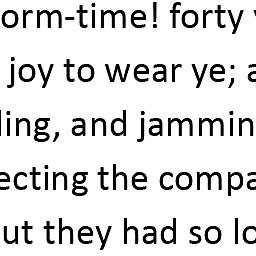 orm-time! forty
joy to wear ye; a
ling, and jammin
ecting the compa
ut they had so lo